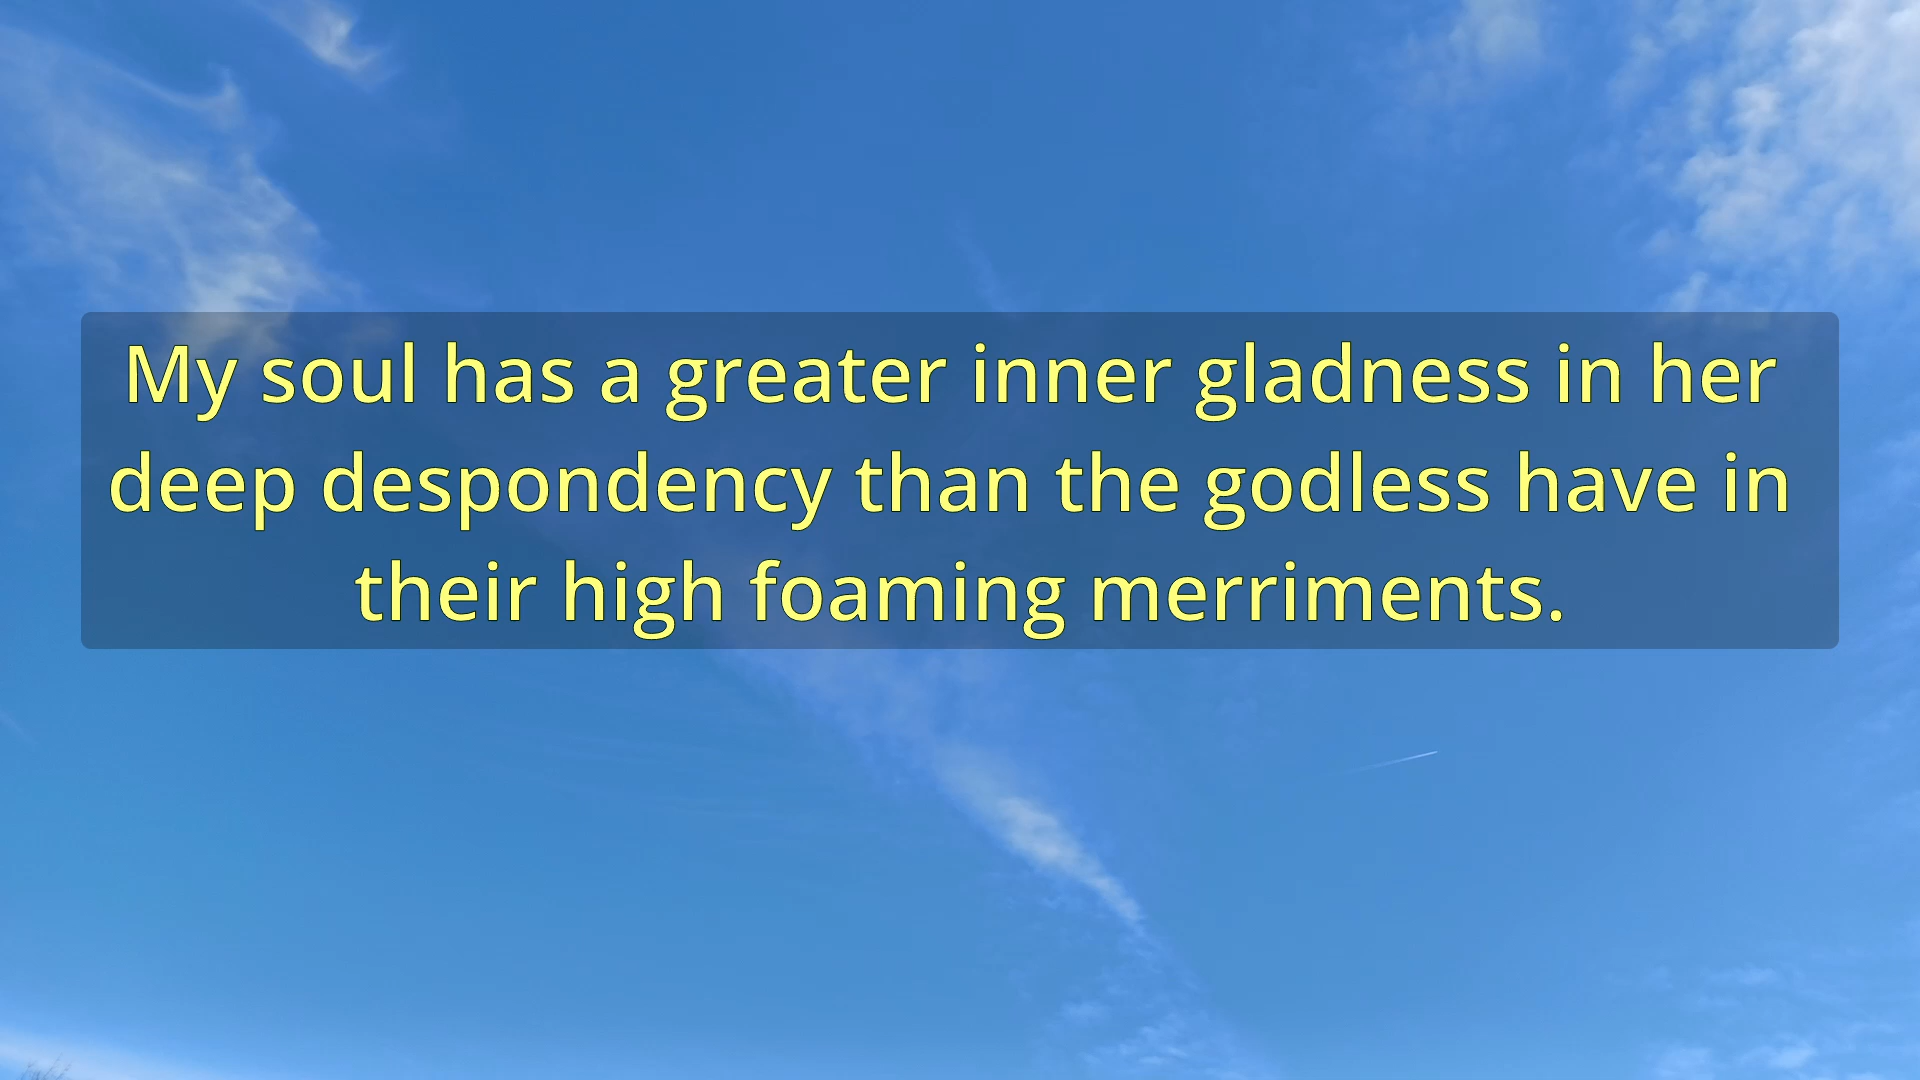 My soul has a greater inner gladness in her
deep despondency than the godless have in
their high foaming merriments.